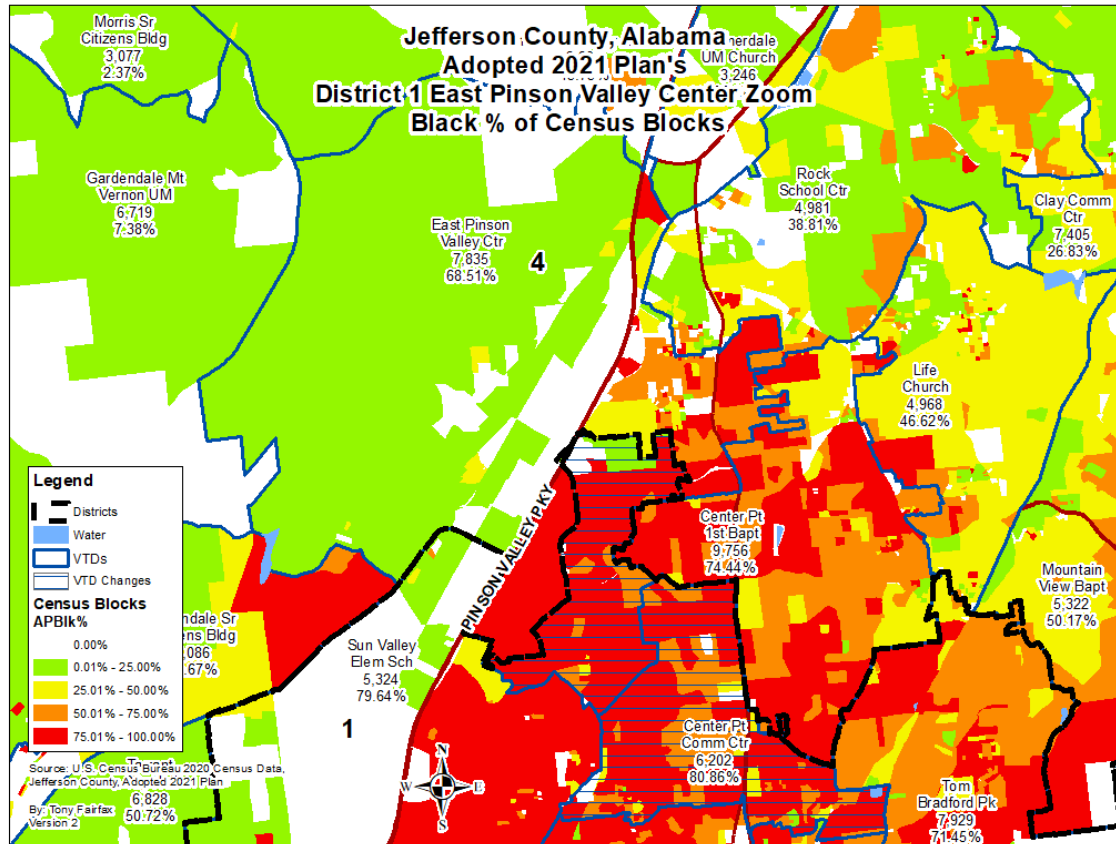 Jefferson County, Alabama
Adopted 2021 Plan's
District 1 East Pinson Valley Center Zoom
Black % of Census Blocks
Morris Sr
Citizens Bldg
3,077
2.37%
UM Church
3,246
Gardendale Mt
Vernon UM
6,719
7.38%
East Pinson
Valley Ctr
7,835
68.51%
4
Rock
School Ctr
4,981
38.81%
Clay Comm
Ctr
7,405
26.83%
Life
Church
4,968
46.62%
PINSON VALLEY PKY
Center Pt
1st Bapt
9,756
74.44%
Mountain
View Bapt
5,322
50.17%
Sun Valley
Elem Sch
5,324
79.64%
1
Center Pt
Comm Ctr
6,202
80.86%
Tom
Bradford Pk
7,929
71.45%
Legend
Districts
Water
VTDs
VTD Changes
Census Blocks
APBlk%
0.00%
0.01% - 25.00%
25.01% - 50.00%
50.01% - 75.00%
75.01% - 100.00%
ndale Sr
ens Bldg
,086
.67%
Source: U.S. Census Bureau 2020 Census Data,
Jefferson County, Adopted 2021 Plan
By: Tony Fairfax
Version 2
6,828
50.72%
N
W E
S